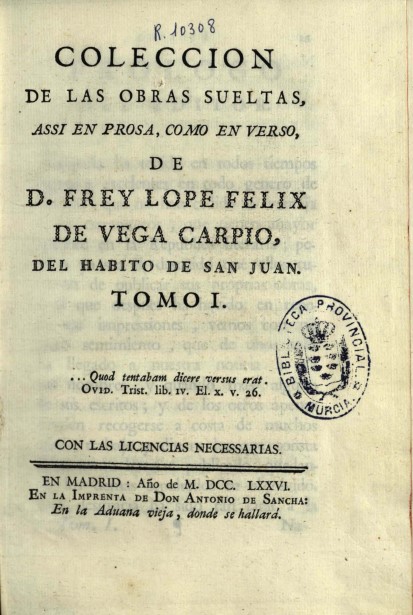 R. 10308
COLECCION
DE LAS OBRAS SUELTAS,
ASSI EN PROSA, COMO EN VERSO,
DE
D. FREY LOPE FELIX
DE VEGA CARPIO,
DEL HABITO DE SAN JUAN.
TOMO I.
BIBLIOTECA PROVINCIAL
MURCIA
...Quod tentabam dicere versus erat.
OVID. Trist. lib. IV. El. X. v. 26.
CON LAS LICENCIAS NECESSARIAS.
EN MADRID : Año de M. DCC. LXXVI.
EN LA IMPRENTA DE DON ANTONIO DE SANCHA:
En la Aduana vieja, donde se hallará.